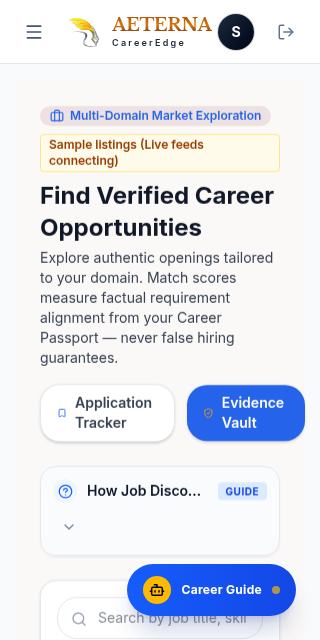 AETERNA
CareerEdge
S
Multi-Domain Market Exploration
Sample listings (Live feeds
connecting)
Find Verified Career
Opportunities
Explore authentic openings tailored
to your domain. Match scores
measure factual requirement
alignment from your Career
Passport — never false hiring
guarantees.
Application
Tracker
Evidence
Vault
How Job Disco...
GUIDE
Career Guide
Search by job title, skil